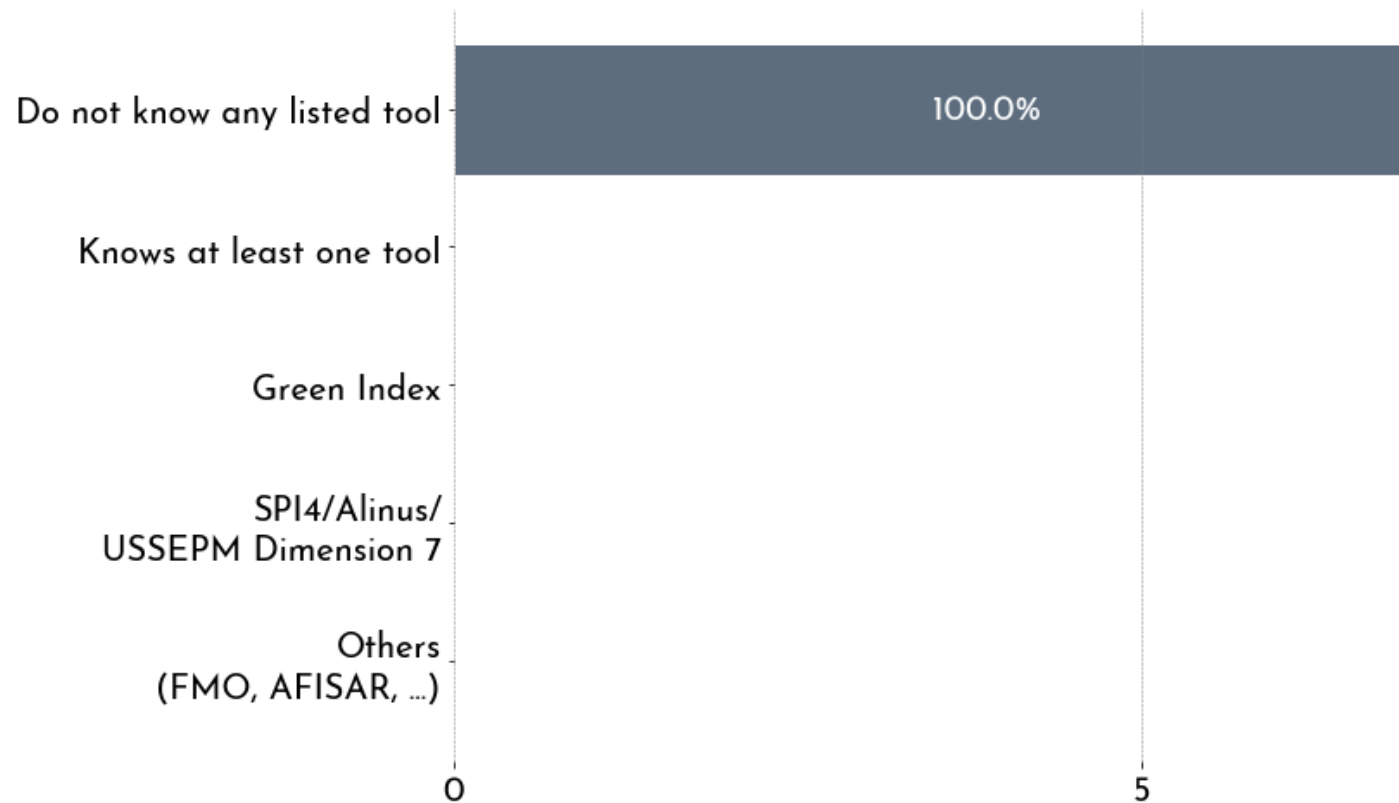 Do not know any listed tool
100.0%
Knows at least one tool
Green Index
SPI4/Alinus/
USSEPM Dimension 7
Others
(FMO, AFISAR, ...)
0
5